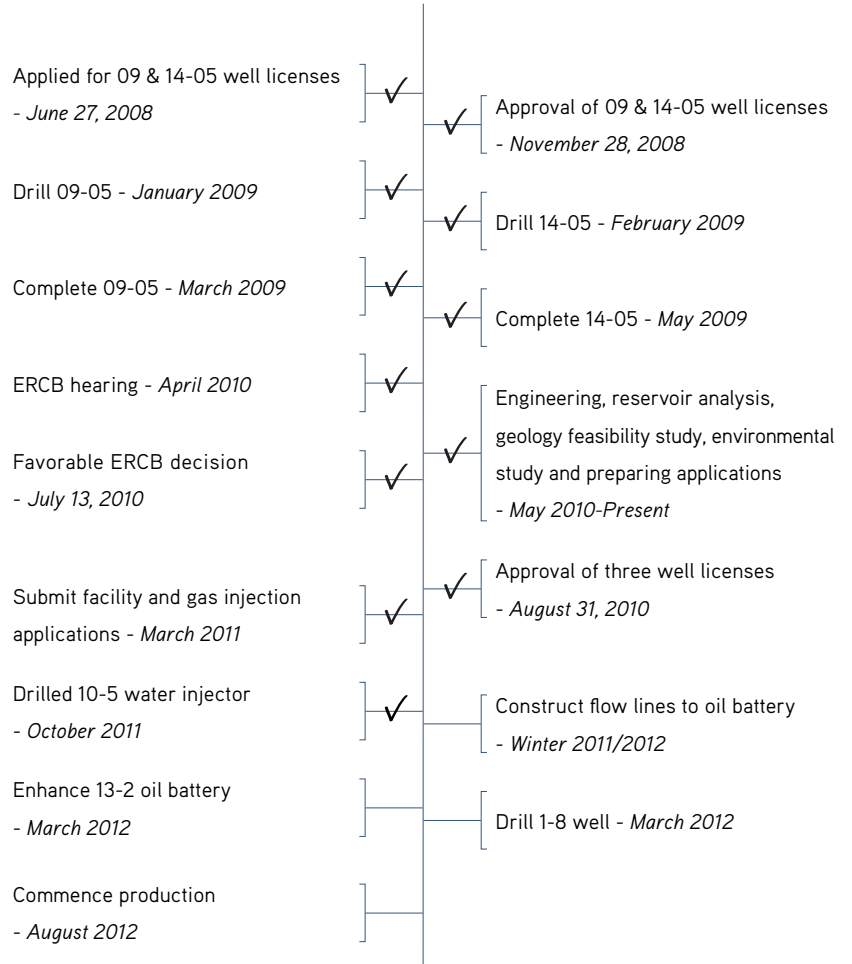 Applied for 09 & 14-05 well licenses
- June 27, 2008
Approval of 09 & 14-05 well licenses
- November 28, 2008
Drill 09-05 - January 2009
Drill 14-05 - February 2009
Complete 09-05 - March 2009
Complete 14-05 - May 2009
ERCB hearing - April 2010
Engineering, reservoir analysis,
geology feasibility study, environmental
study and preparing applications
- May 2010-Present
Favorable ERCB decision
- July 13, 2010
Approval of three well licenses
- August 31, 2010
Submit facility and gas injection
applications - March 2011
Drilled 10-5 water injector
- October 2011
Construct flow lines to oil battery
- Winter 2011/2012
Enhance 13-2 oil battery
- March 2012
Drill 1-8 well - March 2012
Commence production
- August 2012